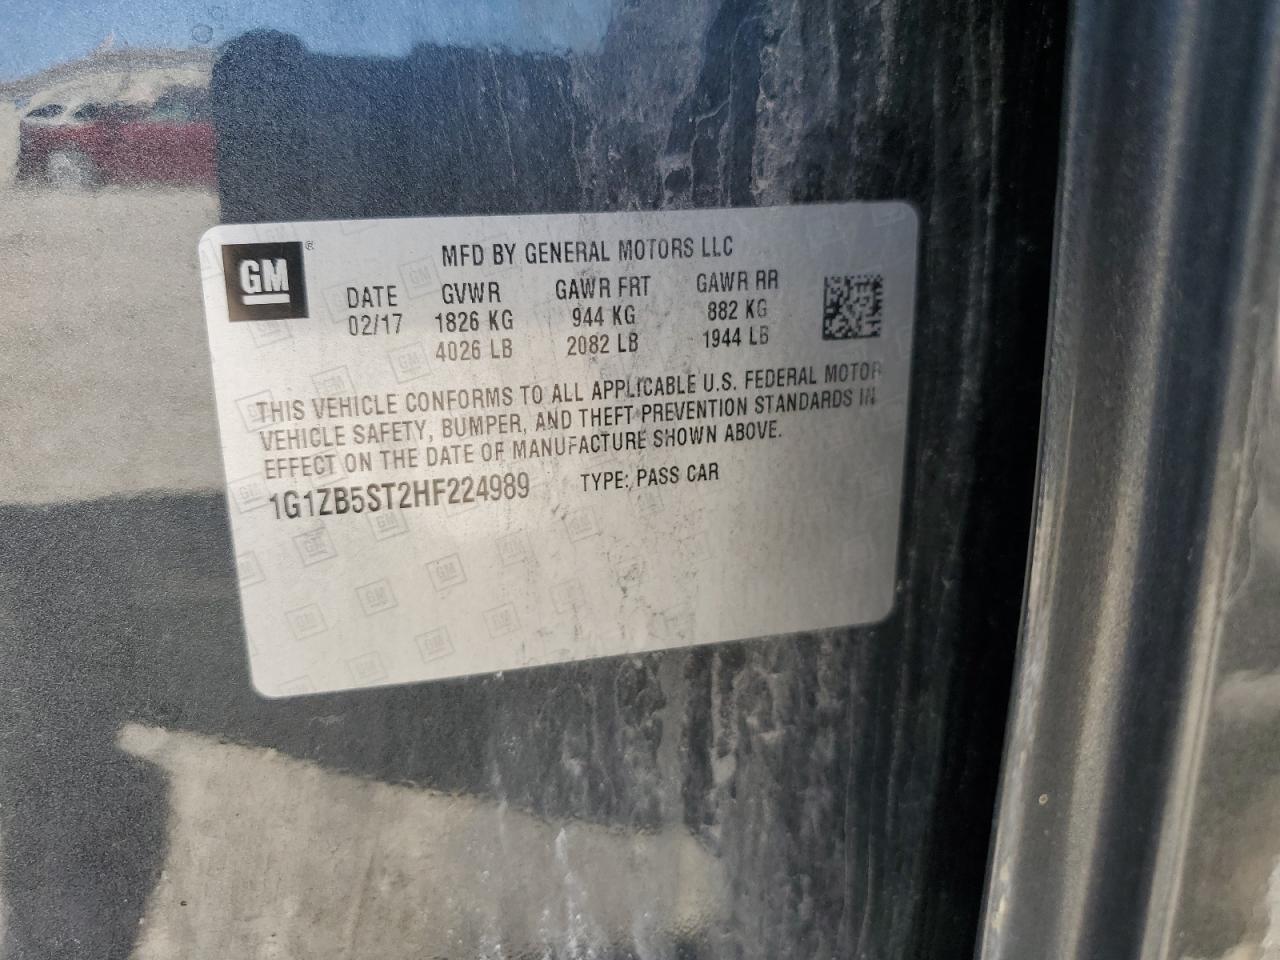 GM ®
MFD BY GENERAL MOTORS LLC
DATE GVWR GAWR FRT GAWR RR
02/17 1826 KG 944 KG 882 KG
4026 LB 2082 LB 1944 LB
THIS VEHICLE CONFORMS TO ALL APPLICABLE U.S. FEDERAL MOTOR
VEHICLE SAFETY, BUMPER, AND THEFT PREVENTION STANDARDS IN
EFFECT ON THE DATE OF MANUFACTURE SHOWN ABOVE.
1G1ZB5ST2HF224989 TYPE: PASS CAR